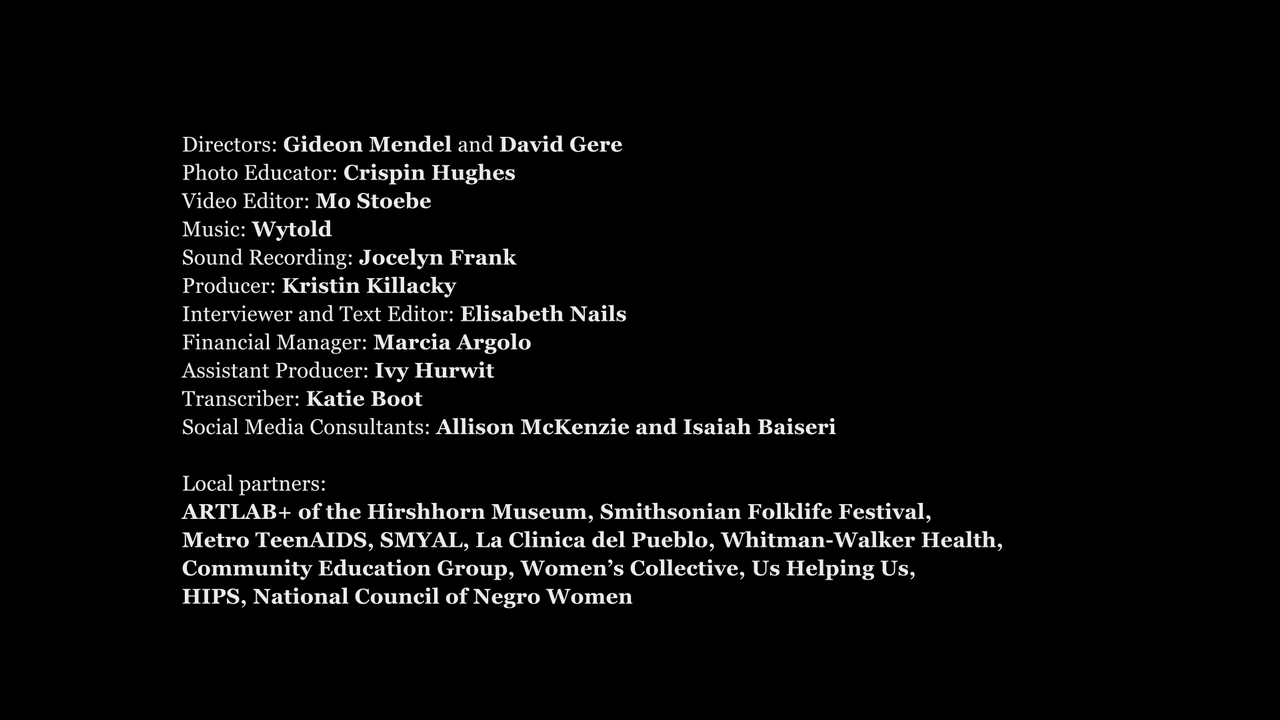 Directors: Gideon Mendel and David Gere
Photo Educator: Crispin Hughes
Video Editor: Mo Stoebe
Music: Wytold
Sound Recording: Jocelyn Frank
Producer: Kristin Killacky
Interviewer and Text Editor: Elisabeth Nails
Financial Manager: Marcia Argolo
Assistant Producer: Ivy Hurwit
Transcriber: Katie Boot
Social Media Consultants: Allison McKenzie and Isaiah Baiseri
Local partners:
ARTLAB+ of the Hirshhorn Museum, Smithsonian Folklife Festival,
Metro TeenAIDS, SMYAL, La Clinica del Pueblo, Whitman-Walker Health,
Community Education Group, Women’s Collective, Us Helping Us,
HIPS, National Council of Negro Women